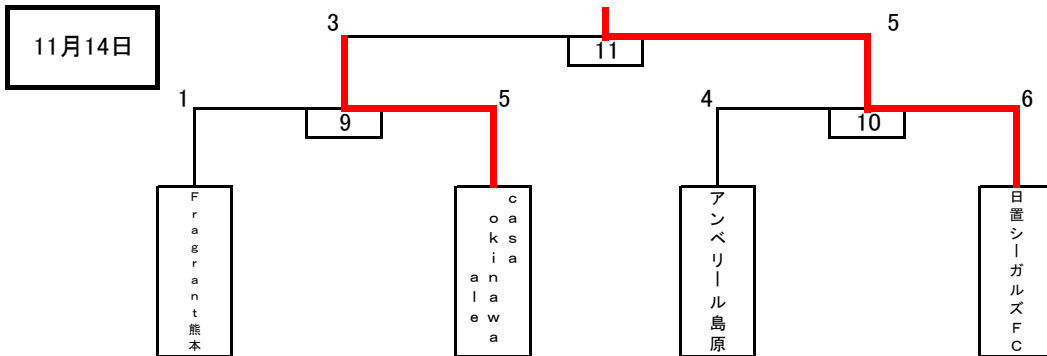 11月14日
3
5
11
1
5
4
6
9
10
Fragrant熊本
casa
okinawa
ale
アンベリール島原
日置シーガルズFC